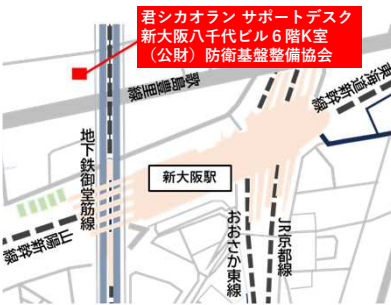 君シカオラン サポートデスク
新大阪八千代ビル6階K室
(公財)防衛基盤整備協会
歌島豊里線
東海道新幹線
地下鉄御堂筋線
新大阪駅
山陽新幹線
おおさか東線
JR京都線